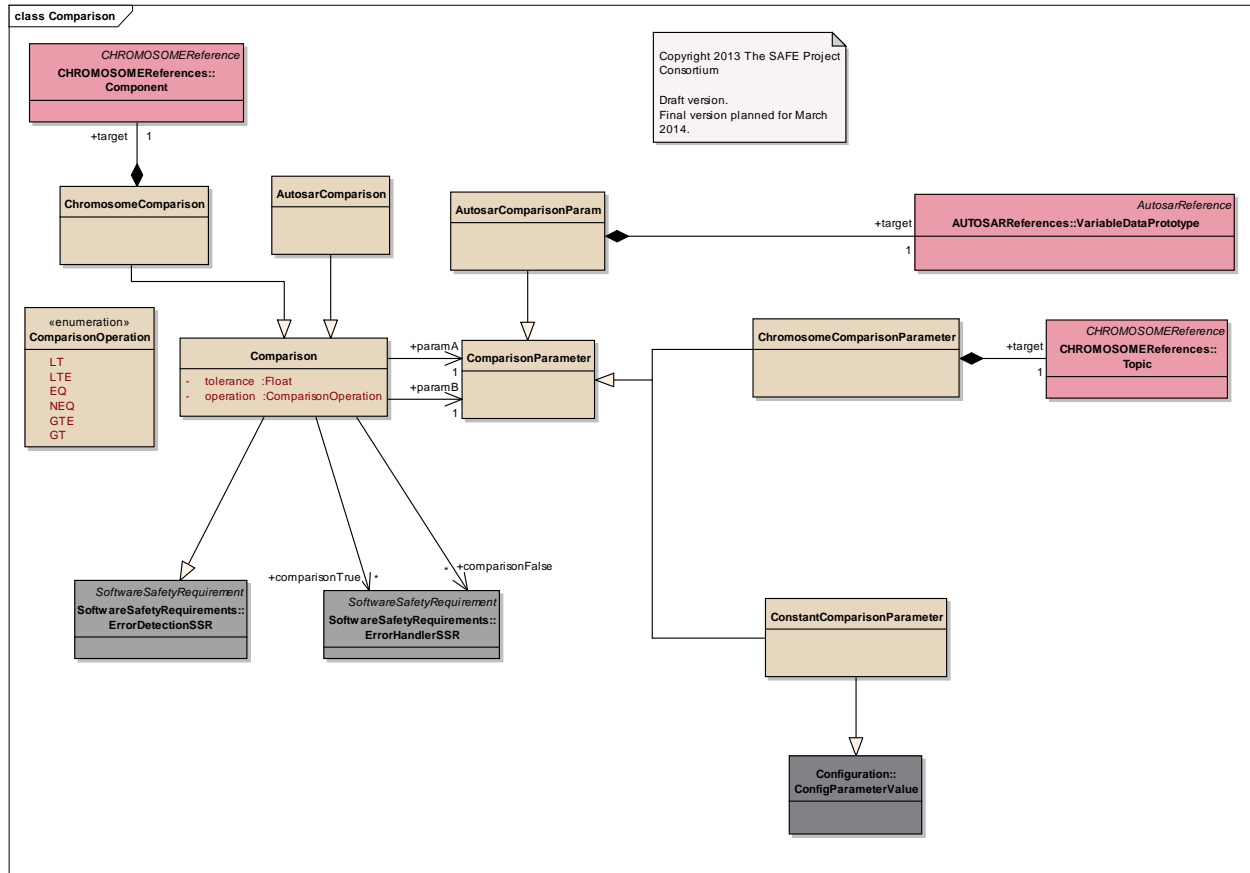 class Comparison
CHROMOSOMEReference
CHROMOSOMEReferences::
Component
+target 1
Copyright 2013 The SAFE Project
Consortium
Draft version.
Final version planned for March
2014.
ChromosomeComparison
AutosarComparison
AutosarComparisonParam
+target
1
AutosarReference
AUTOSARReferences::VariableDataPrototype
«enumeration»
ComparisonOperation
LT
LTE
EQ
NEQ
GTE
GT
Comparison
- tolerance :Float
- operation :ComparisonOperation
+paramA
1
+paramB
1
ComparisonParameter
ChromosomeComparisonParameter
+target
1
CHROMOSOMEReference
CHROMOSOMEReferences::
Topic
+comparisonTrue *
* +comparisonFalse
SoftwareSafetyRequirement
SoftwareSafetyRequirements::
ErrorDetectionSSR
SoftwareSafetyRequirement
SoftwareSafetyRequirements::
ErrorHandlerSSR
ConstantComparisonParameter
Configuration::
ConfigParameterValue